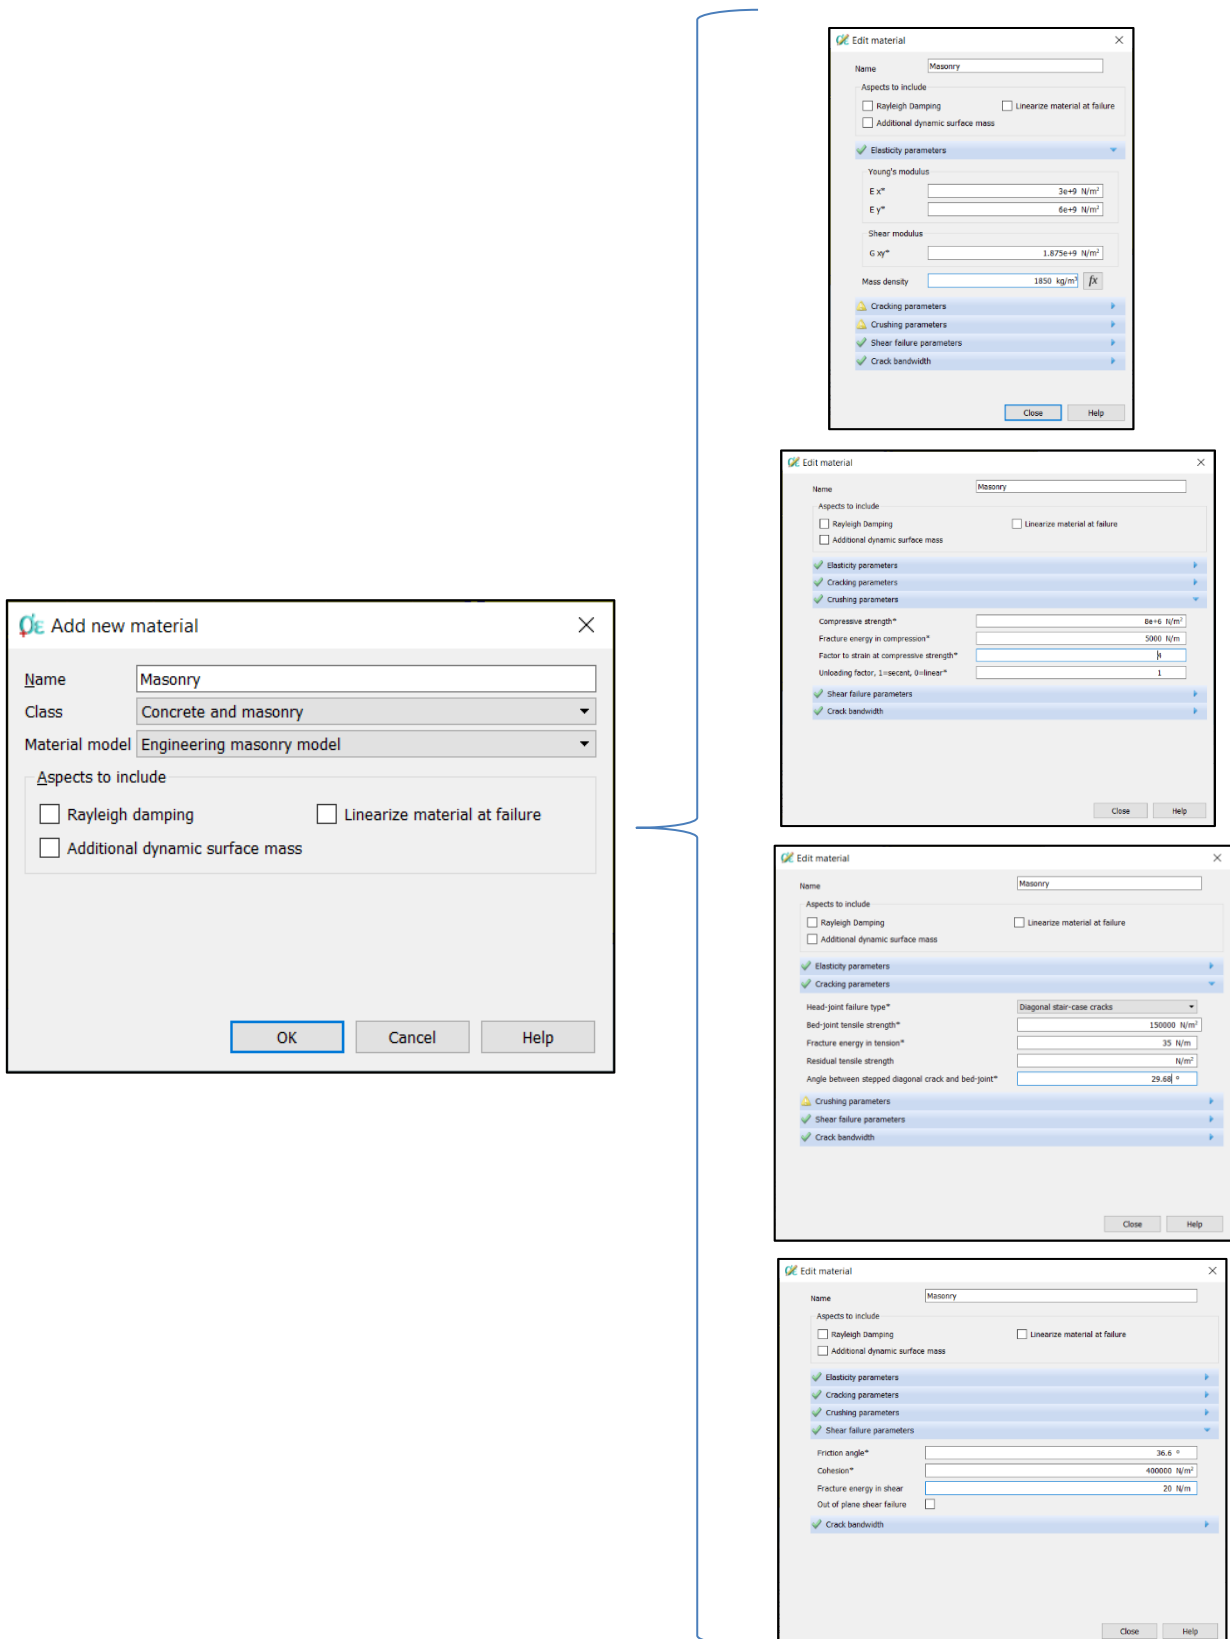 Add new material
Name Masonry
Class Concrete and masonry
Material model Engineering masonry model
Aspects to include
Rayleigh damping Linearize material at failure
Additional dynamic surface mass
OK Cancel Help
Edit material
Name Masonry
Aspects to include
Rayleigh Damping Linearize material at failure
Additional dynamic surface mass
Elasticity parameters
Young's modulus
E x* 3e+9 N/m²
E y* 6e+9 N/m²
Shear modulus
G xy* 1.875e+9 N/m²
Mass density 1850 kg/m³ fx
Cracking parameters
Crushing parameters
Shear failure parameters
Crack bandwidth
Close Help
Edit material
Name Masonry
Aspects to include
Rayleigh Damping Linearize material at failure
Additional dynamic surface mass
Elasticity parameters
Cracking parameters
Crushing parameters
Compressive strength* 8e+6 N/m²
Fracture energy in compression* 5000 N/m
Factor to strain at compressive strength* 4
Unloading factor, 1=secant, 0=linear* 1
Shear failure parameters
Crack bandwidth
Close Help
Edit material
Name Masonry
Aspects to include
Rayleigh Damping Linearize material at failure
Additional dynamic surface mass
Elasticity parameters
Cracking parameters
Head-joint failure type* Diagonal stair-case cracks
Bed-joint tensile strength* 150000 N/m²
Fracture energy in tension* 35 N/m
Residual tensile strength N/m²
Angle between stepped diagonal crack and bed-joint* 29.68 °
Crushing parameters
Shear failure parameters
Crack bandwidth
Close Help
Edit material
Name Masonry
Aspects to include
Rayleigh Damping Linearize material at failure
Additional dynamic surface mass
Elasticity parameters
Cracking parameters
Crushing parameters
Shear failure parameters
Friction angle* 36.6 °
Cohesion* 400000 N/m²
Fracture energy in shear 20 N/m
Out of plane shear failure
Crack bandwidth
Close Help